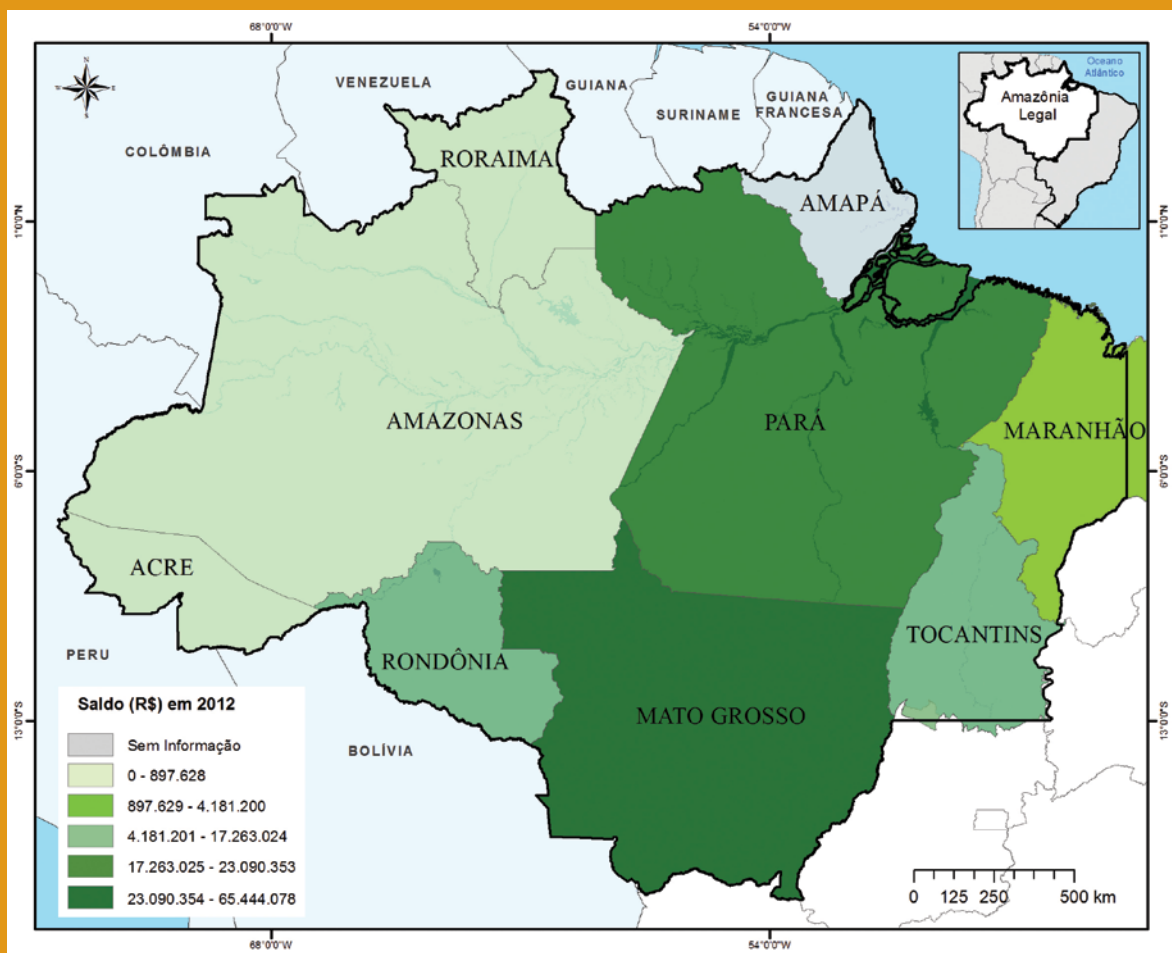 68°0'0"W
54°0'0"W
N
W
E
S
VENEZUELA
GUIANA
SURINAME
GUIANA
FRANCESA
COLÔMBIA
RORAIMA
AMAPÁ
Oceano
Atlântico
Amazônia
Legal
1°0'0"N
1°0'0"N
AMAZONAS
PARÁ
MARANHÃO
6°0'0"S
6°0'0"S
ACRE
TOCANTINS
RONDÔNIA
PERU
MATO GROSSO
BOLÍVIA
13°0'0"S
13°0'0"S
Saldo (R$) em 2012
Sem Informação
0 - 897.628
897.629 - 4.181.200
4.181.201 - 17.263.024
17.263.025 - 23.090.353
23.090.354 - 65.444.078
0 125 250 500 km
68°0'0"W
54°0'0"W